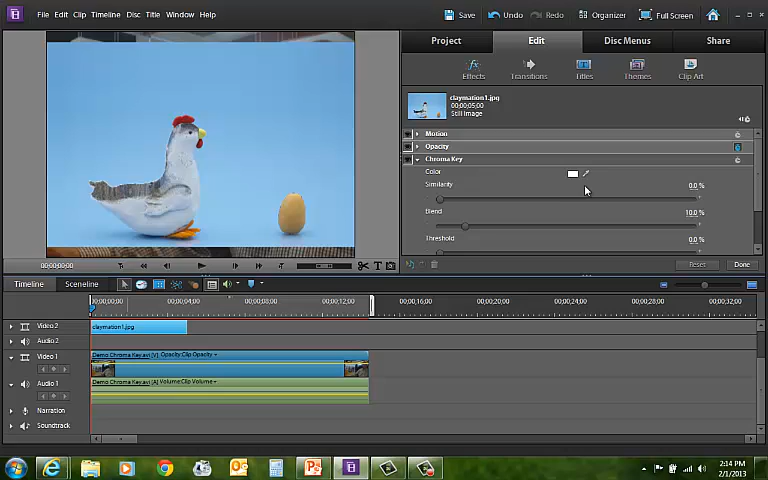 File Edit Clip Timeline Disc Title Window Help
Save Undo Redo Organizer Full Screen
Project Edit Disc Menus Share
Effects Transitions Titles Themes Clip Art
claymation1.jpg
00;00;05;00
Still Image
Motion
Opacity
Chroma Key
Color
Similarity 0.0 %
Blend 10.0 %
Threshold 0.0 %
00;00;00;00
Reset Done
Timeline Sceneline
00;00;00;00 00;00;04;00 00;00;08;00 00;00;12;00 00;00;16;00 00;00;20;00 00;00;24;00 00;00;28;00 00;00;32;00
Video 2 claymation1.jpg
Audio 2
Video 1 Demo Chroma Key.avi [V] Opacity:Clip Opacity
Audio 1 Demo Chroma Key.avi [A] Volume:Clip Volume
Narration
Soundtrack
2:14 PM
2/1/2013